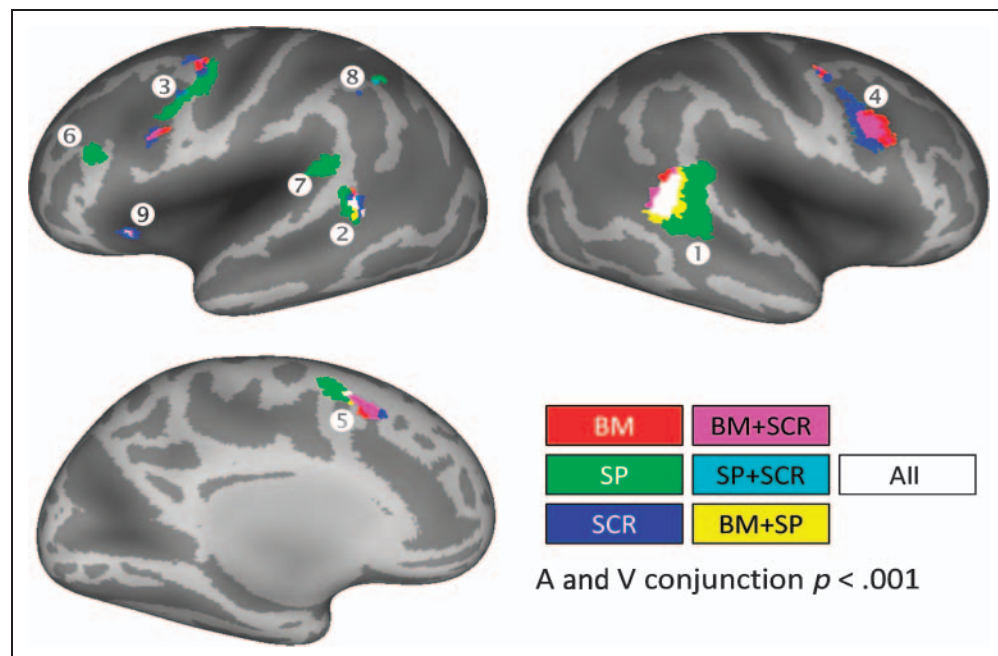 3
8
6
7
2
9
4
1
5
BM BM+SCR
SP SP+SCR All
SCR BM+SP
A and V conjunction p < .001